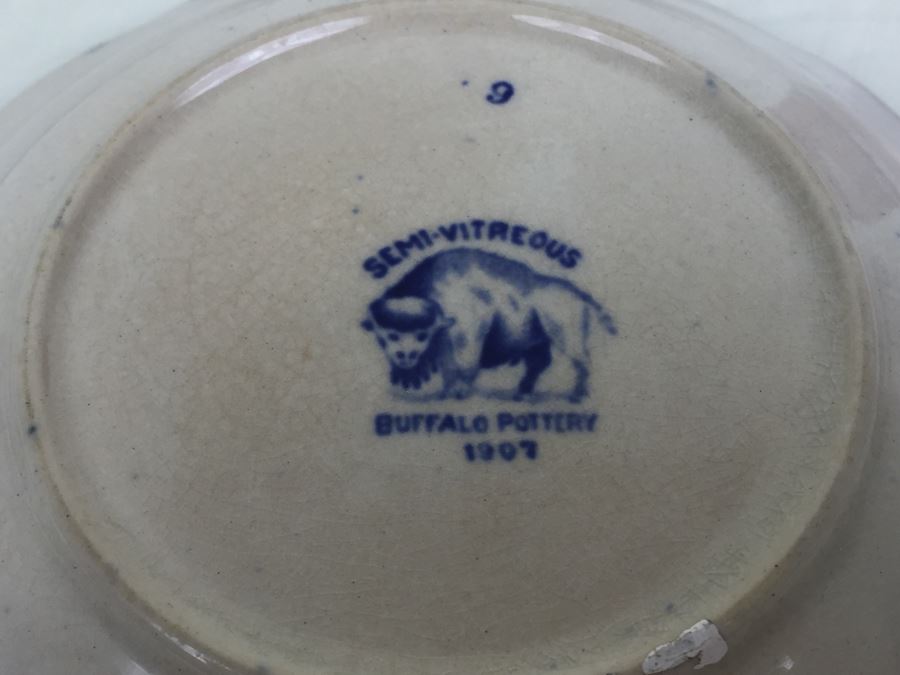 9
SEMI-VITREOUS
BUFFALO POTTERY
1907